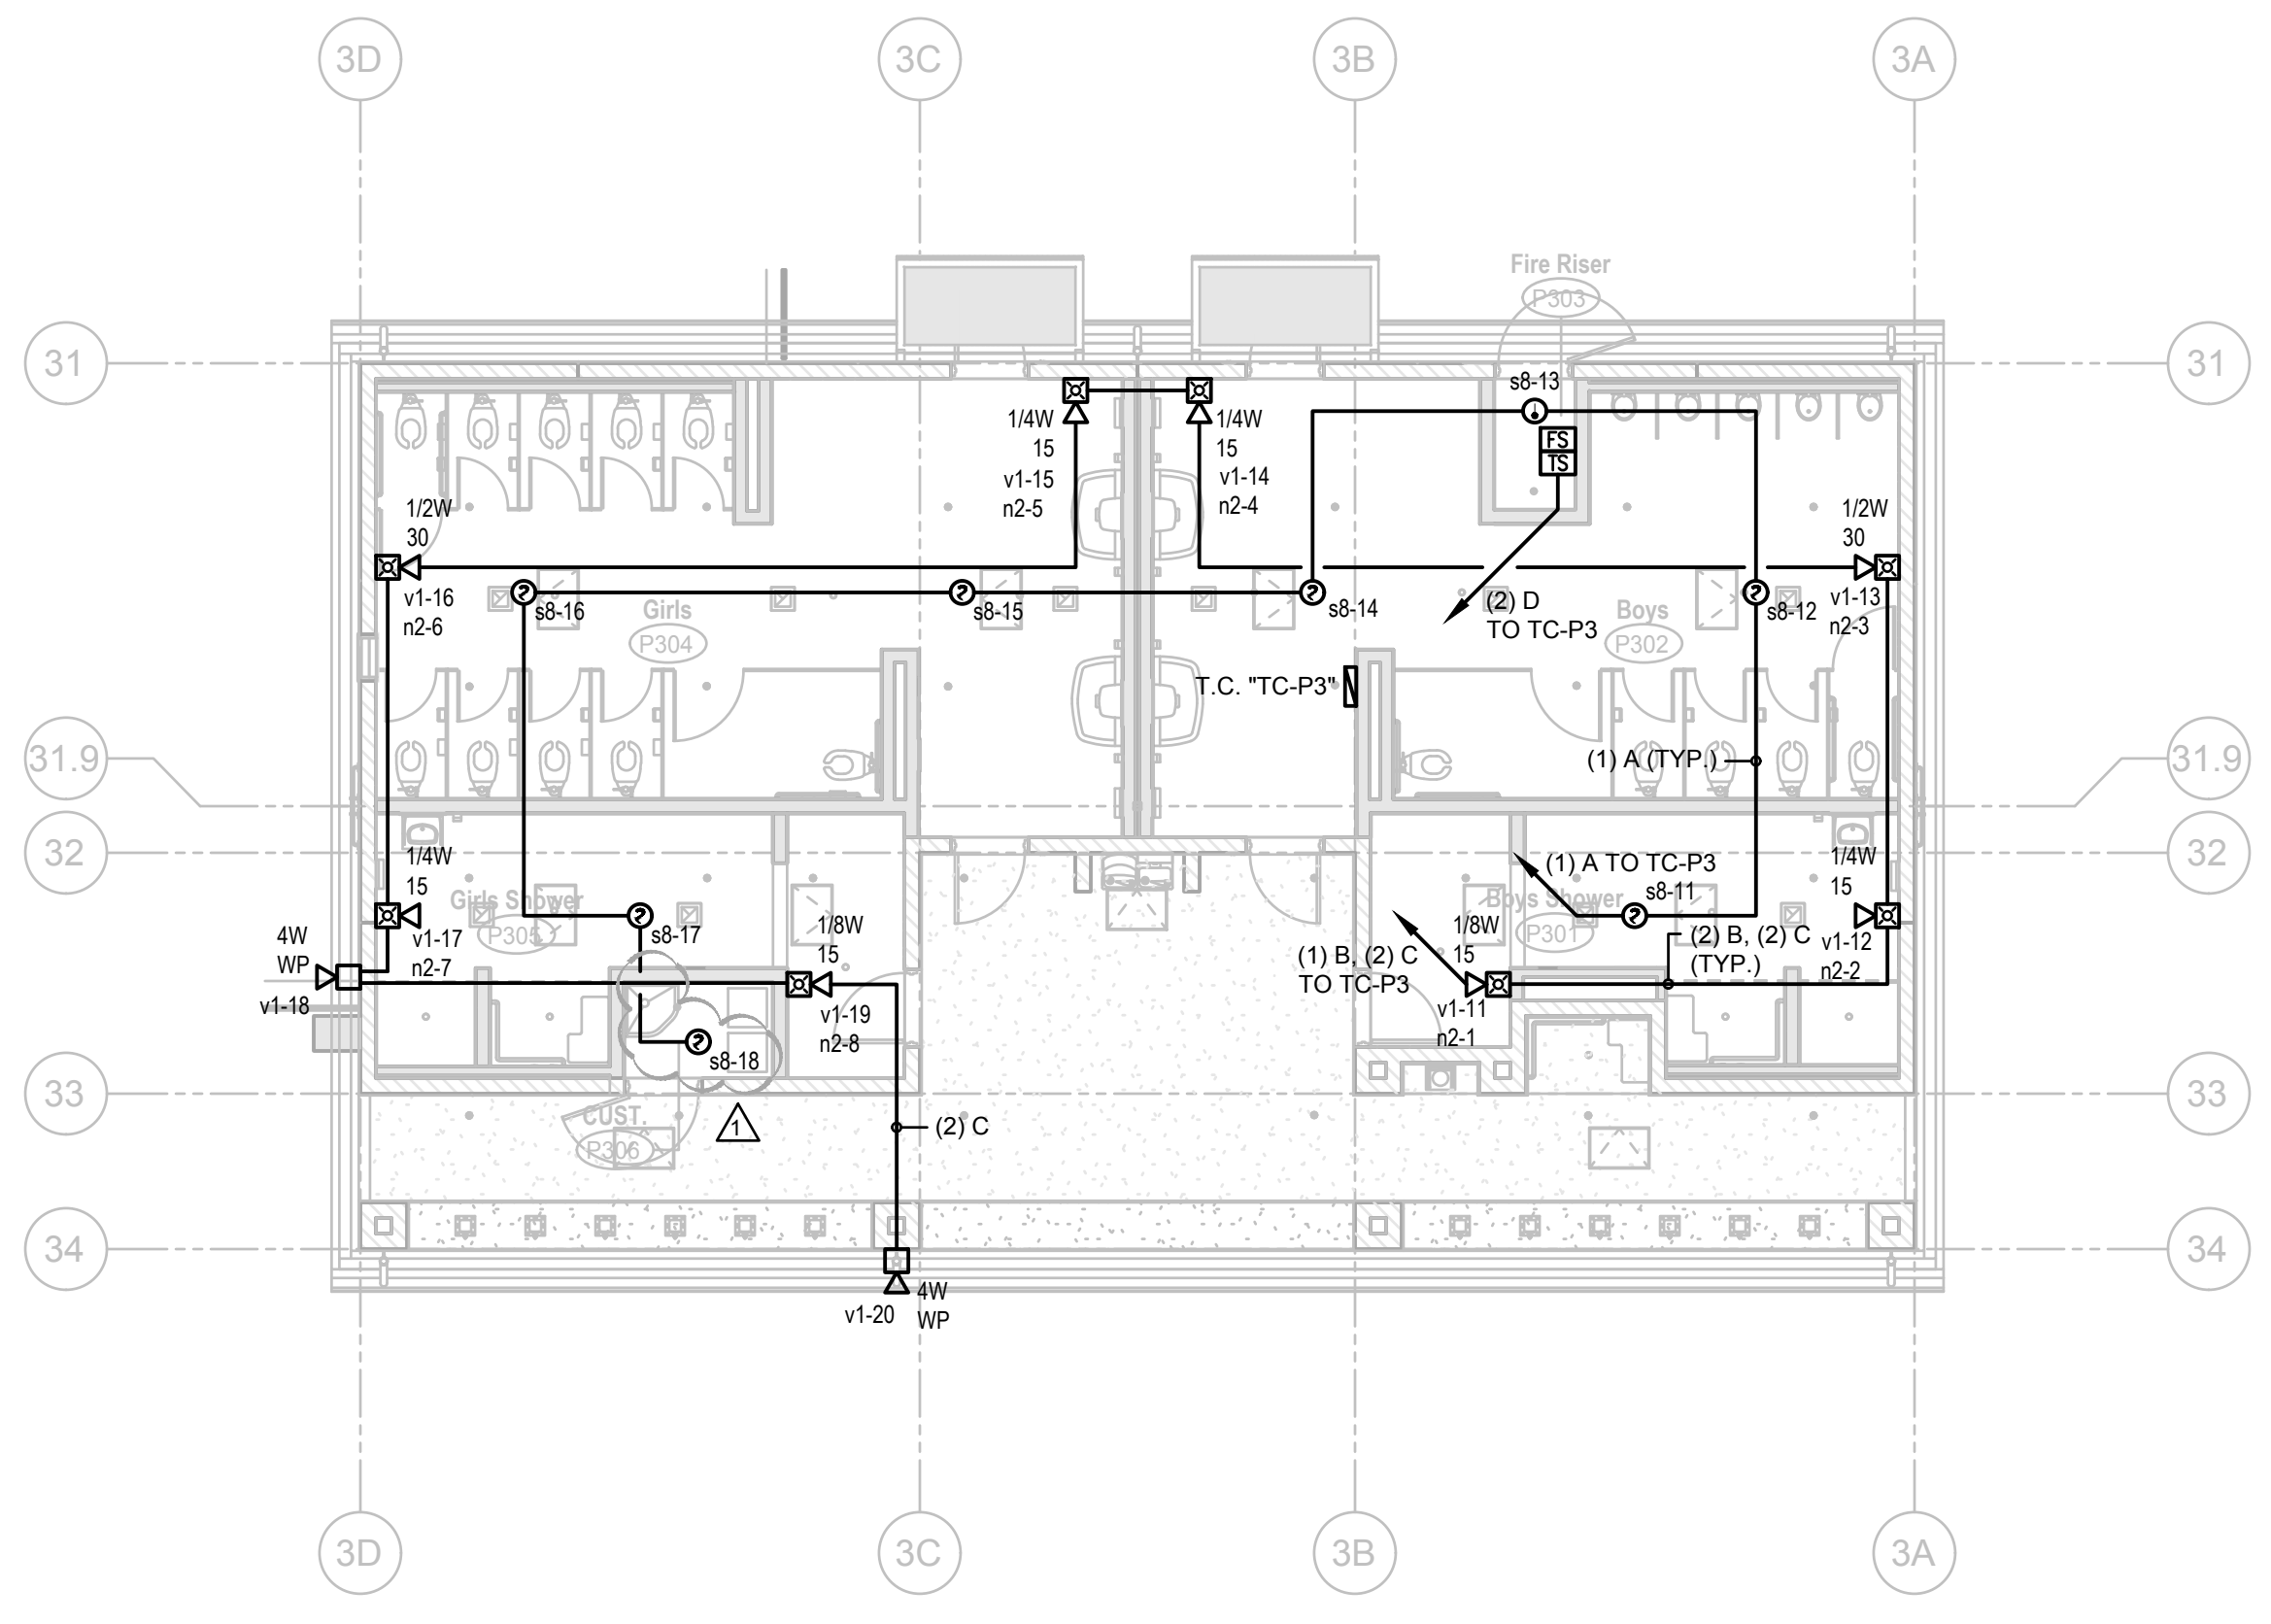 3D
3C
3B
3A
Fire Riser
P303
31
31
s8-13
1/4W
15
v1-15
n2-5
1/4W
15
v1-14
n2-4
FS
TS
1/2W
30
1/2W
30
v1-16
n2-6
s8-16
Girls
P304
s8-15
s8-14
(2) D
TO TC-P3
Boys
P302
s8-12
v1-13
n2-3
T.C. "TC-P3"
31.9
31.9
(1) A (TYP.)
32
32
1/4W
15
(1) A TO TC-P3
1/4W
15
Girls Shower
P305
s8-11
Boys Shower
P301
v1-17
n2-7
s8-17
1/8W
15
1/8W
15
(2) B, (2) C
(TYP.)
v1-12
n2-2
4W
WP
v1-18
(1) B, (2) C
TO TC-P3
v1-19
n2-8
v1-11
n2-1
s8-18
33
33
CUST.
P306
1
(2) C
34
34
4W
WP
v1-20
3D
3C
3B
3A